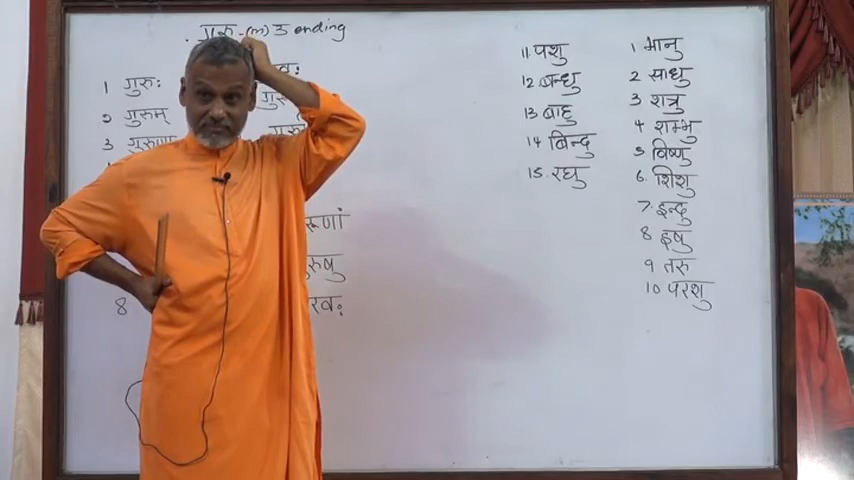 गुरु - (m) उ ending
1 गुरुः
2 गुरुम्
3 गुरुणा
रूणां
रुषु
8 रवः
11 पशु
12 बन्धु
13 बाहु
14 बिन्दु
15. रघु
1 भानु
2 साधु
3 शत्रु
4 शम्भु
5 विष्णु
6. शिशु
7 इन्दु
8 इषु
9 तरु
10 परशु